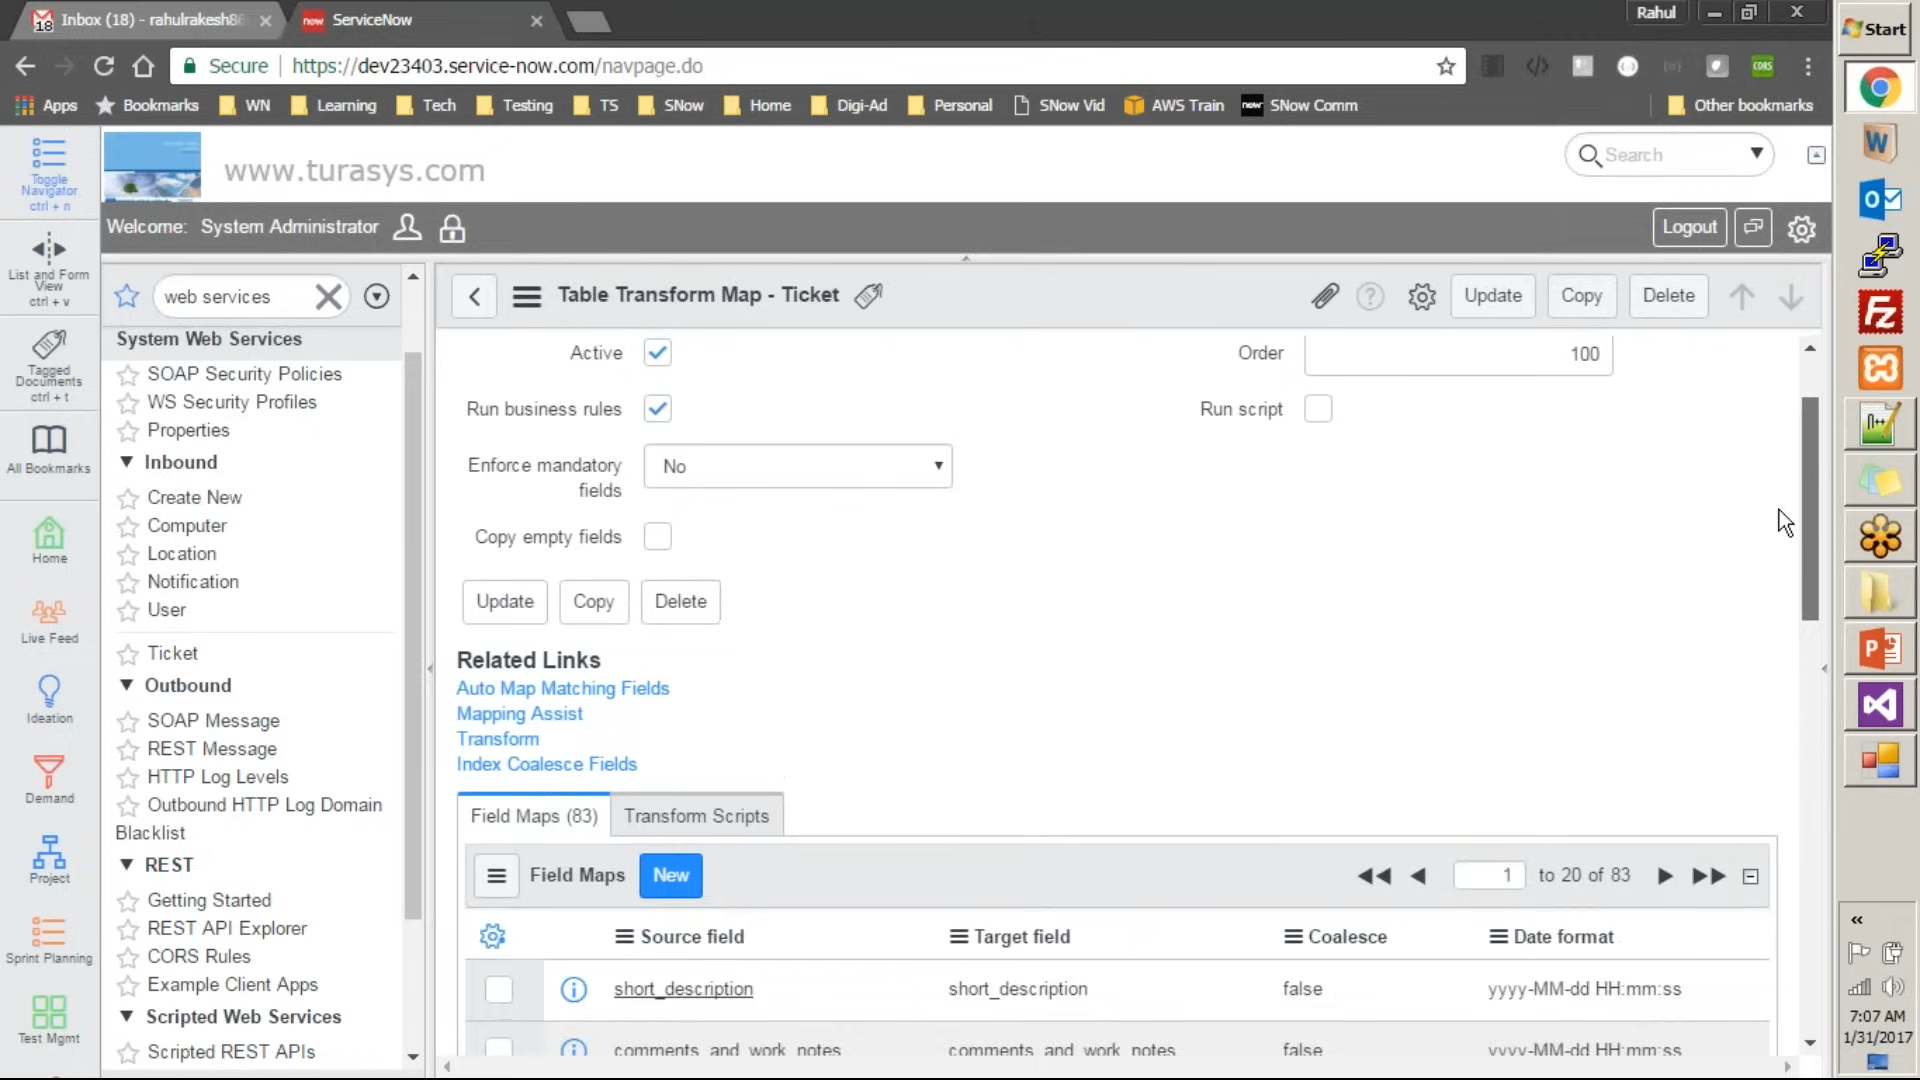 Inbox (18) - rahulrakesh86
18
now ServiceNow
Rahul
Start
Secure https://dev23403.service-now.com/navpage.do
CORS
Apps Bookmarks WN Learning Tech Testing TS SNow Home Digi-Ad Personal SNow Vid AWS Train now SNow Comm Other bookmarks
www.turasys.com
Search
Welcome: System Administrator
Logout
Toggle
Navigator
ctrl + n
List and Form
View
ctrl + v
Tagged
Documents
ctrl + t
All Bookmarks
Home
Live Feed
Ideation
Demand
Project
Sprint Planning
Test Mgmt
web services
System Web Services
SOAP Security Policies
WS Security Profiles
Properties
Inbound
Create New
Computer
Location
Notification
User
Ticket
Outbound
SOAP Message
REST Message
HTTP Log Levels
Outbound HTTP Log Domain
Blacklist
REST
Getting Started
REST API Explorer
CORS Rules
Example Client Apps
Scripted Web Services
Scripted REST APIs
Table Transform Map - Ticket
Update Copy Delete
Active
Order 100
Run business rules
Run script
Enforce mandatory
fields
No
Copy empty fields
Update Copy Delete
Related Links
Auto Map Matching Fields
Mapping Assist
Transform
Index Coalesce Fields
Field Maps (83) Transform Scripts
Field Maps New 1 to 20 of 83
Source field Target field Coalesce Date format
short_description short_description false yyyy-MM-dd HH:mm:ss
comments_and_work_notes comments_and_work_notes false yyyy-MM-dd HH:mm:ss
7:07 AM
1/31/2017